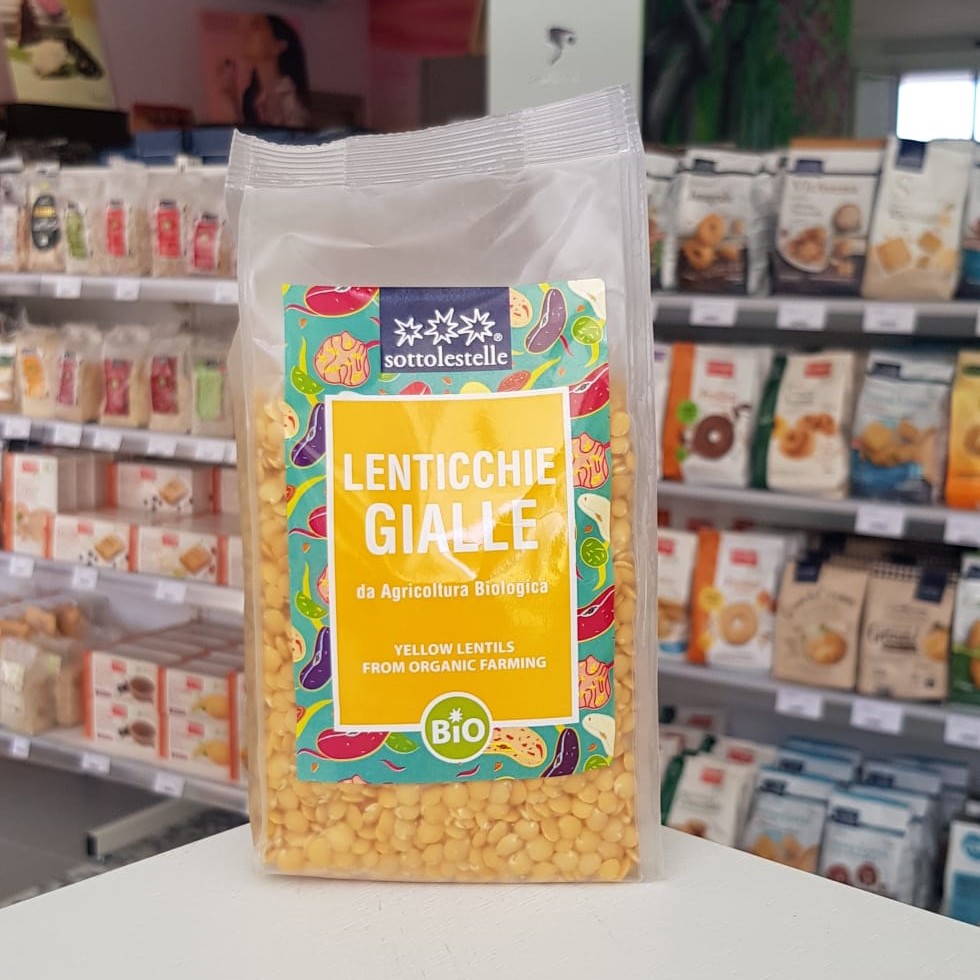 sottolestelle®
LENTICCHIE
GIALLE
da Agricoltura Biologica
YELLOW LENTILS
FROM ORGANIC FARMING
BiO